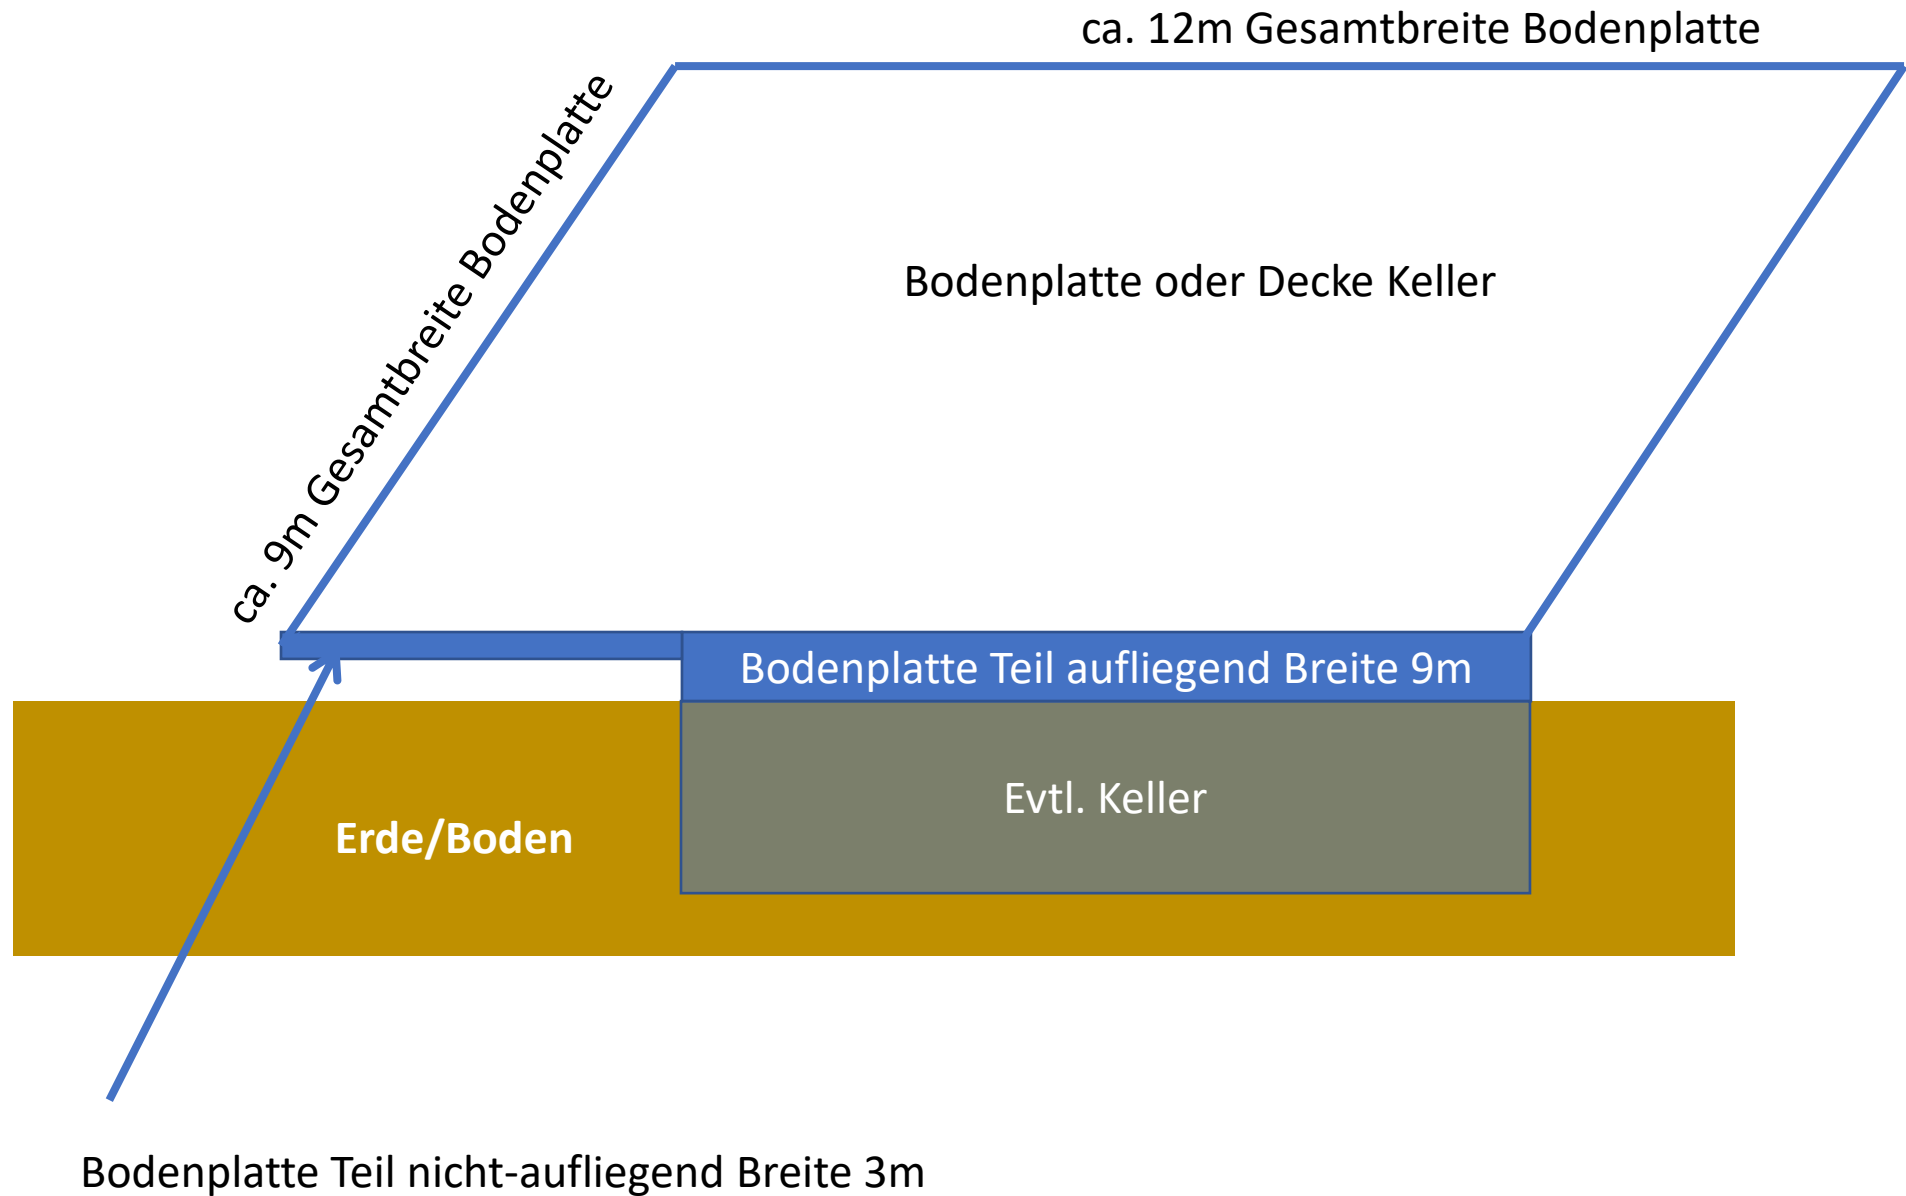 ca. 12m Gesamtbreite Bodenplatte
ca. 9m Gesamtbreite Bodenplatte
Bodenplatte oder Decke Keller
Bodenplatte Teil aufliegend Breite 9m
Evtl. Keller
Erde/Boden
Bodenplatte Teil nicht-aufliegend Breite 3m